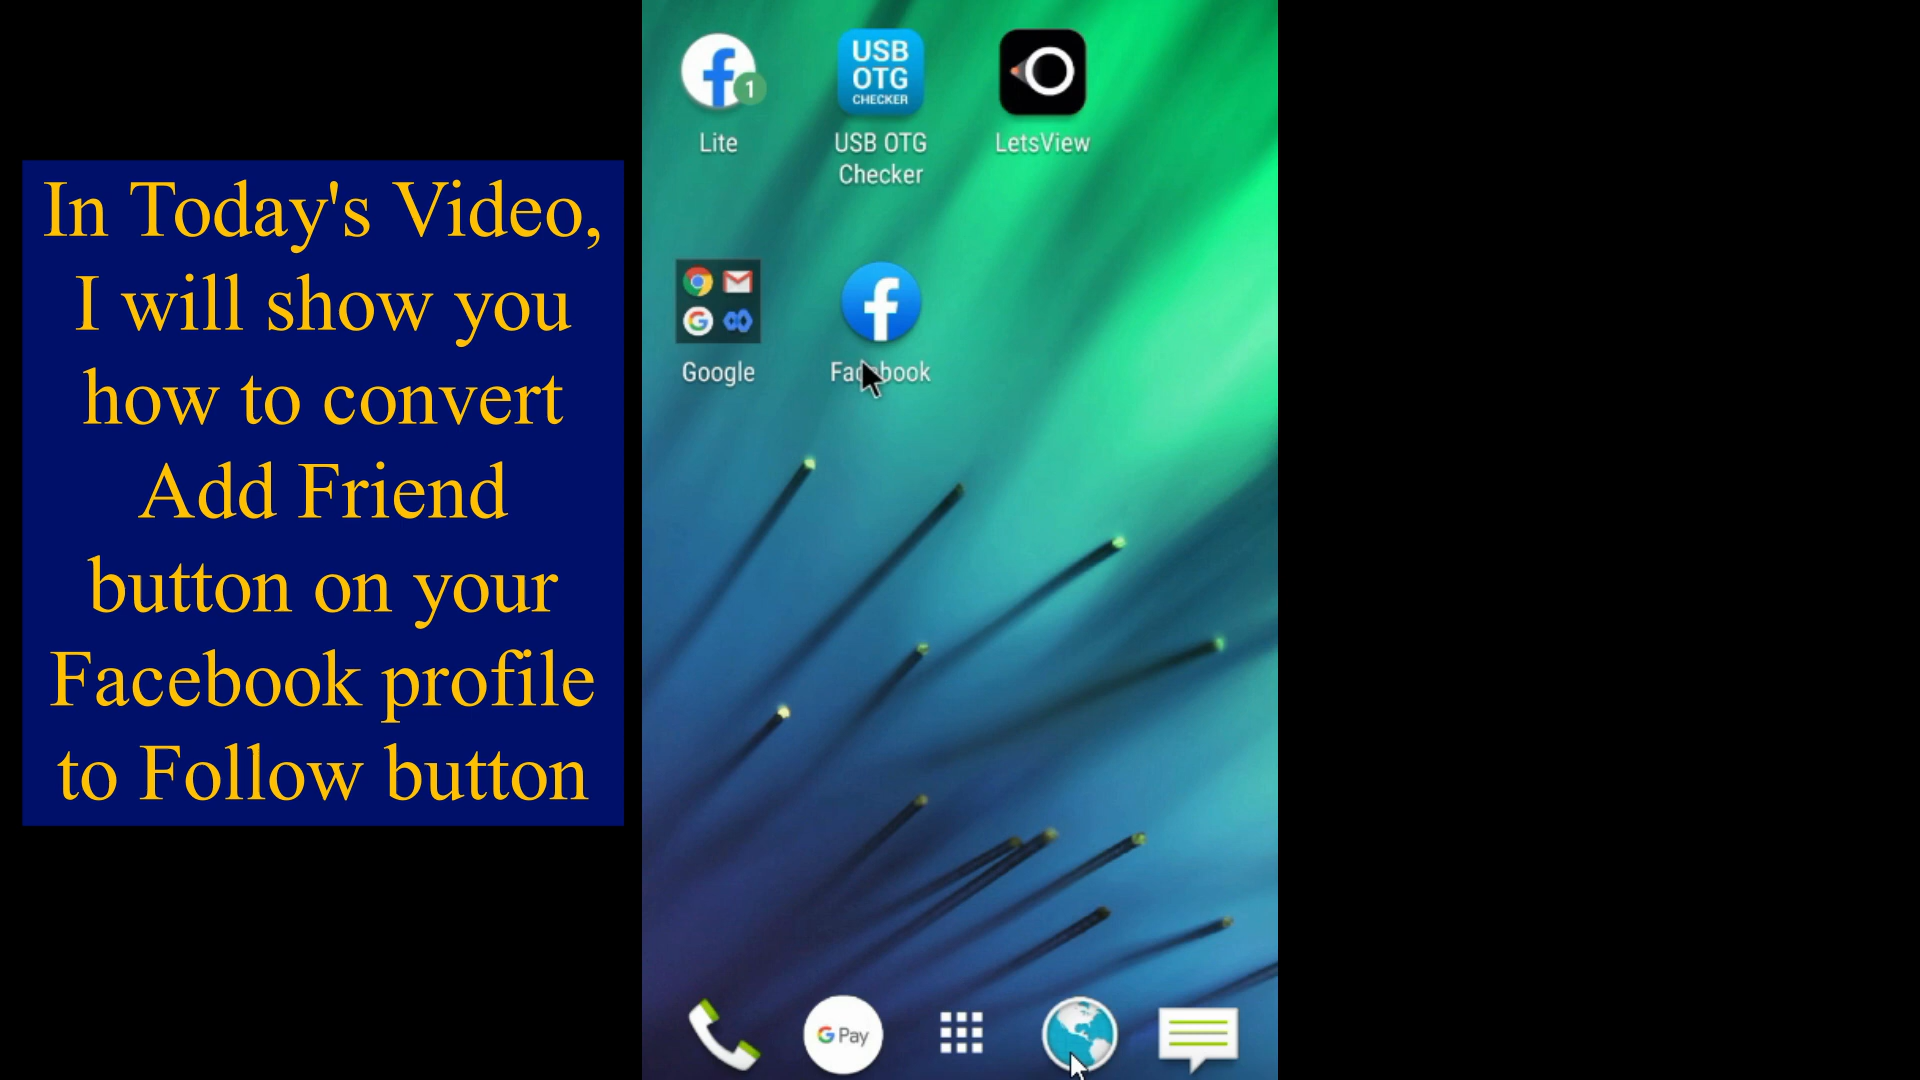 In Today's Video,
I will show you
how to convert
Add Friend
button on your
Facebook profile
to Follow button
1
Lite
USB
OTG
CHECKER
USB OTG
Checker
LetsView
Google
Facebook
G Pay